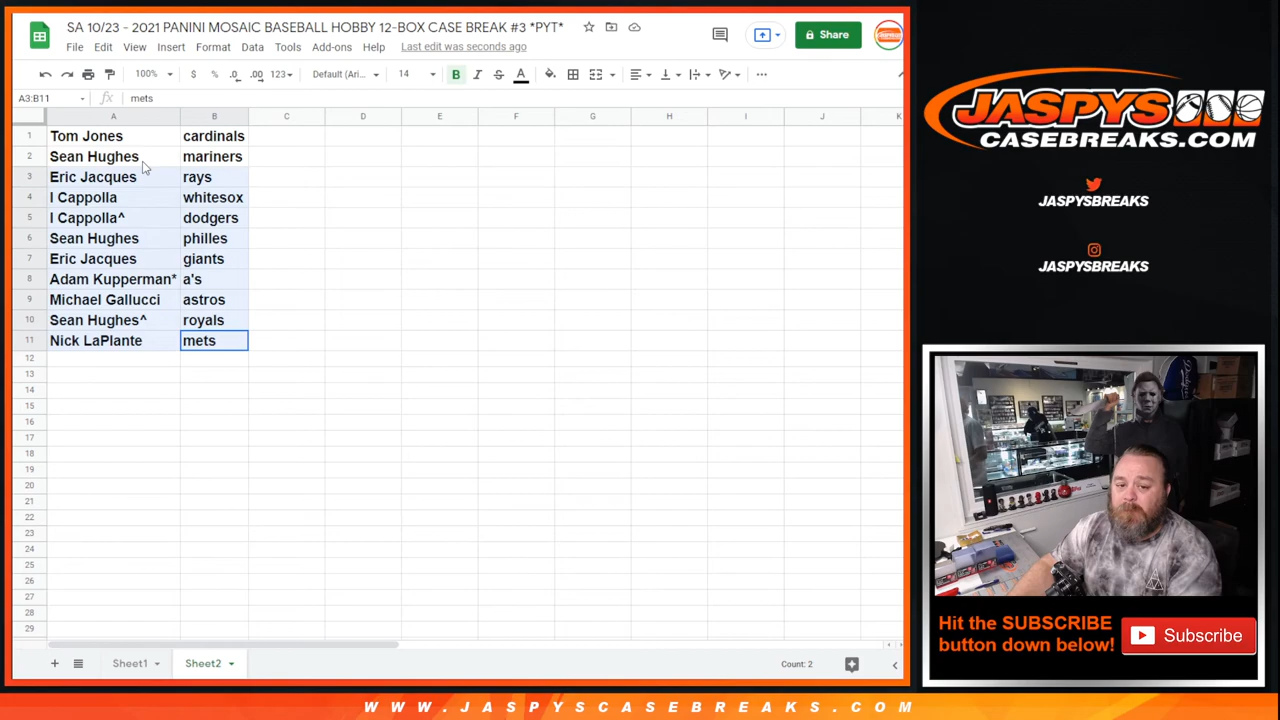 SA 10/23 - 2021 PANINI MOSAIC BASEBALL HOBBY 12-BOX CASE BREAK #3 *PYT*
File Edit View Insert Format Data Tools Add-ons Help Last edit was seconds ago
Share
100% $ % .0 .00 123 Default (Ari... 14 B I S A
A3:B11 fx mets
A B C D E F G H I J K
1 Tom Jones cardinals
2 Sean Hughes mariners
3 Eric Jacques rays
4 I Cappolla whitesox
5 I Cappolla^ dodgers
6 Sean Hughes philles
7 Eric Jacques giants
8 Adam Kupperman* a's
9 Michael Gallucci astros
10 Sean Hughes^ royals
11 Nick LaPlante mets
12
13
14
15
16
17
18
19
20
21
22
23
24
25
26
27
28
29
Sheet1 Sheet2 Count: 2
JASPYS
CASEBREAKS.COM
JASPYSBREAKS
JASPYSBREAKS
Hit the SUBSCRIBE
button down below!
Subscribe
WWW.JASPYSCASEBREAKS.COM